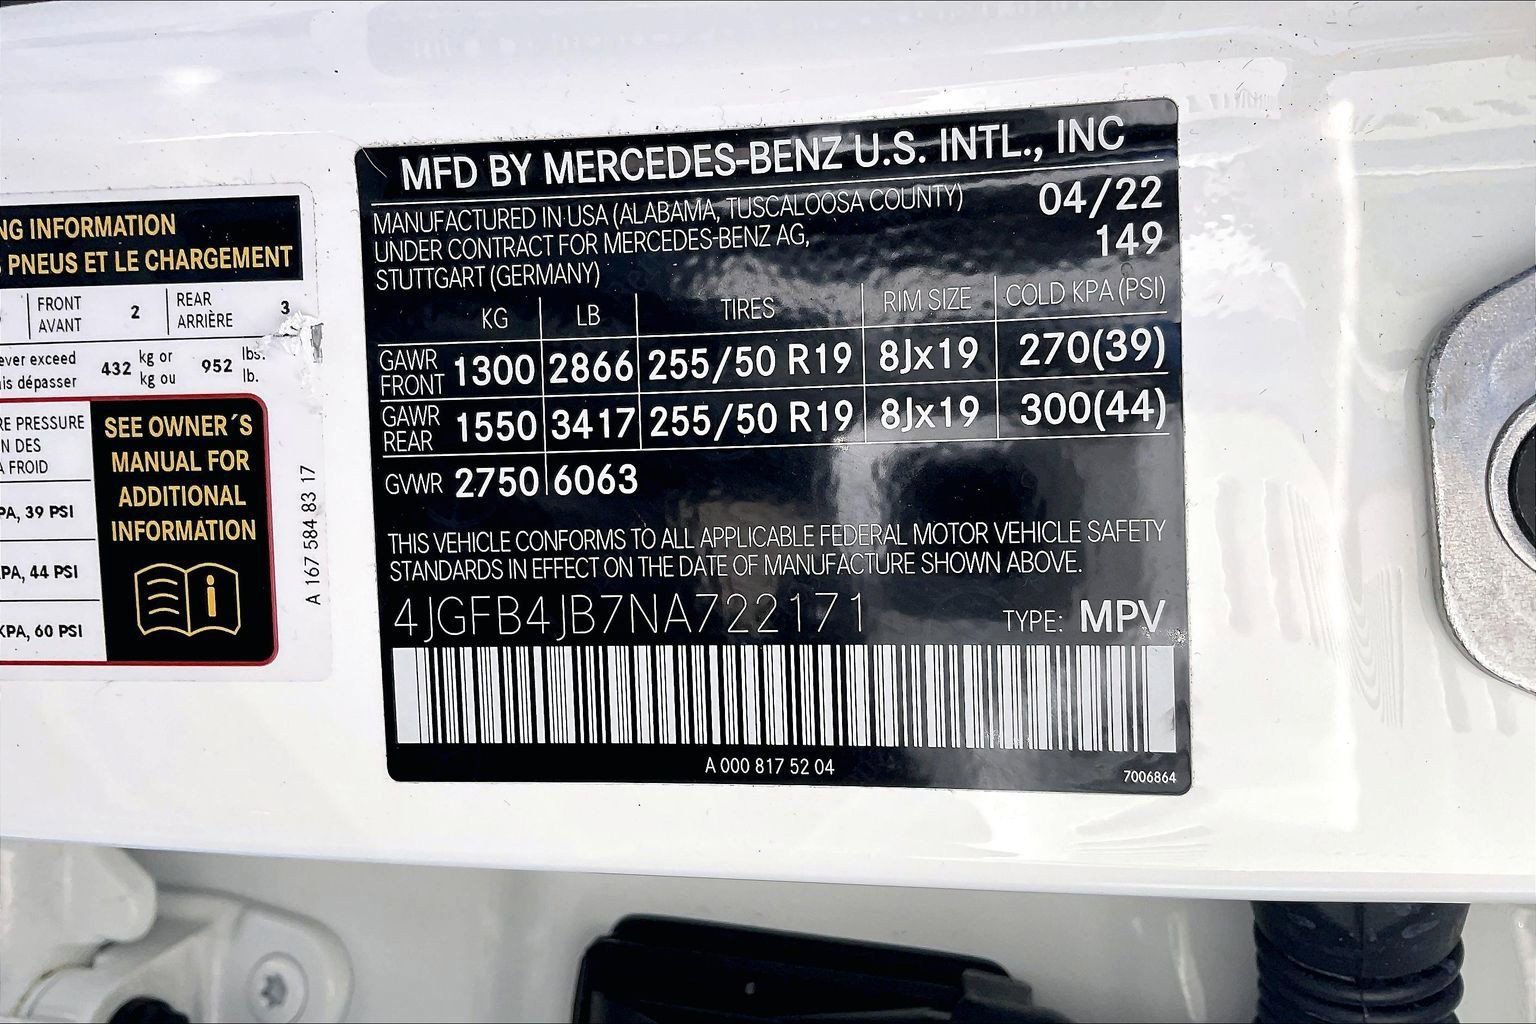 NG INFORMATION
PNEUS ET LE CHARGEMENT
FRONT AVANT 2 REAR ARRIÈRE 3
ever exceed 432 kg or 952 lbs.
is dépasser kg ou lb.
RE PRESSURE
N DES
À FROID
PA, 39 PSI
PA, 44 PSI
KPA, 60 PSI
SEE OWNER´S
MANUAL FOR
ADDITIONAL
INFORMATION
A 167 584 83 17
MFD BY MERCEDES-BENZ U.S. INTL., INC
MANUFACTURED IN USA (ALABAMA, TUSCALOOSA COUNTY) 04/22
UNDER CONTRACT FOR MERCEDES-BENZ AG, 149
STUTTGART (GERMANY)
KG LB TIRES RIM SIZE COLD KPA (PSI)
GAWR FRONT 1300 2866 255/50 R19 8Jx19 270(39)
GAWR REAR 1550 3417 255/50 R19 8Jx19 300(44)
GVWR 2750 6063
THIS VEHICLE CONFORMS TO ALL APPLICABLE FEDERAL MOTOR VEHICLE SAFETY
STANDARDS IN EFFECT ON THE DATE OF MANUFACTURE SHOWN ABOVE.
4JGFB4JB7NA722171 TYPE: MPV
A 000 817 52 04
7006864